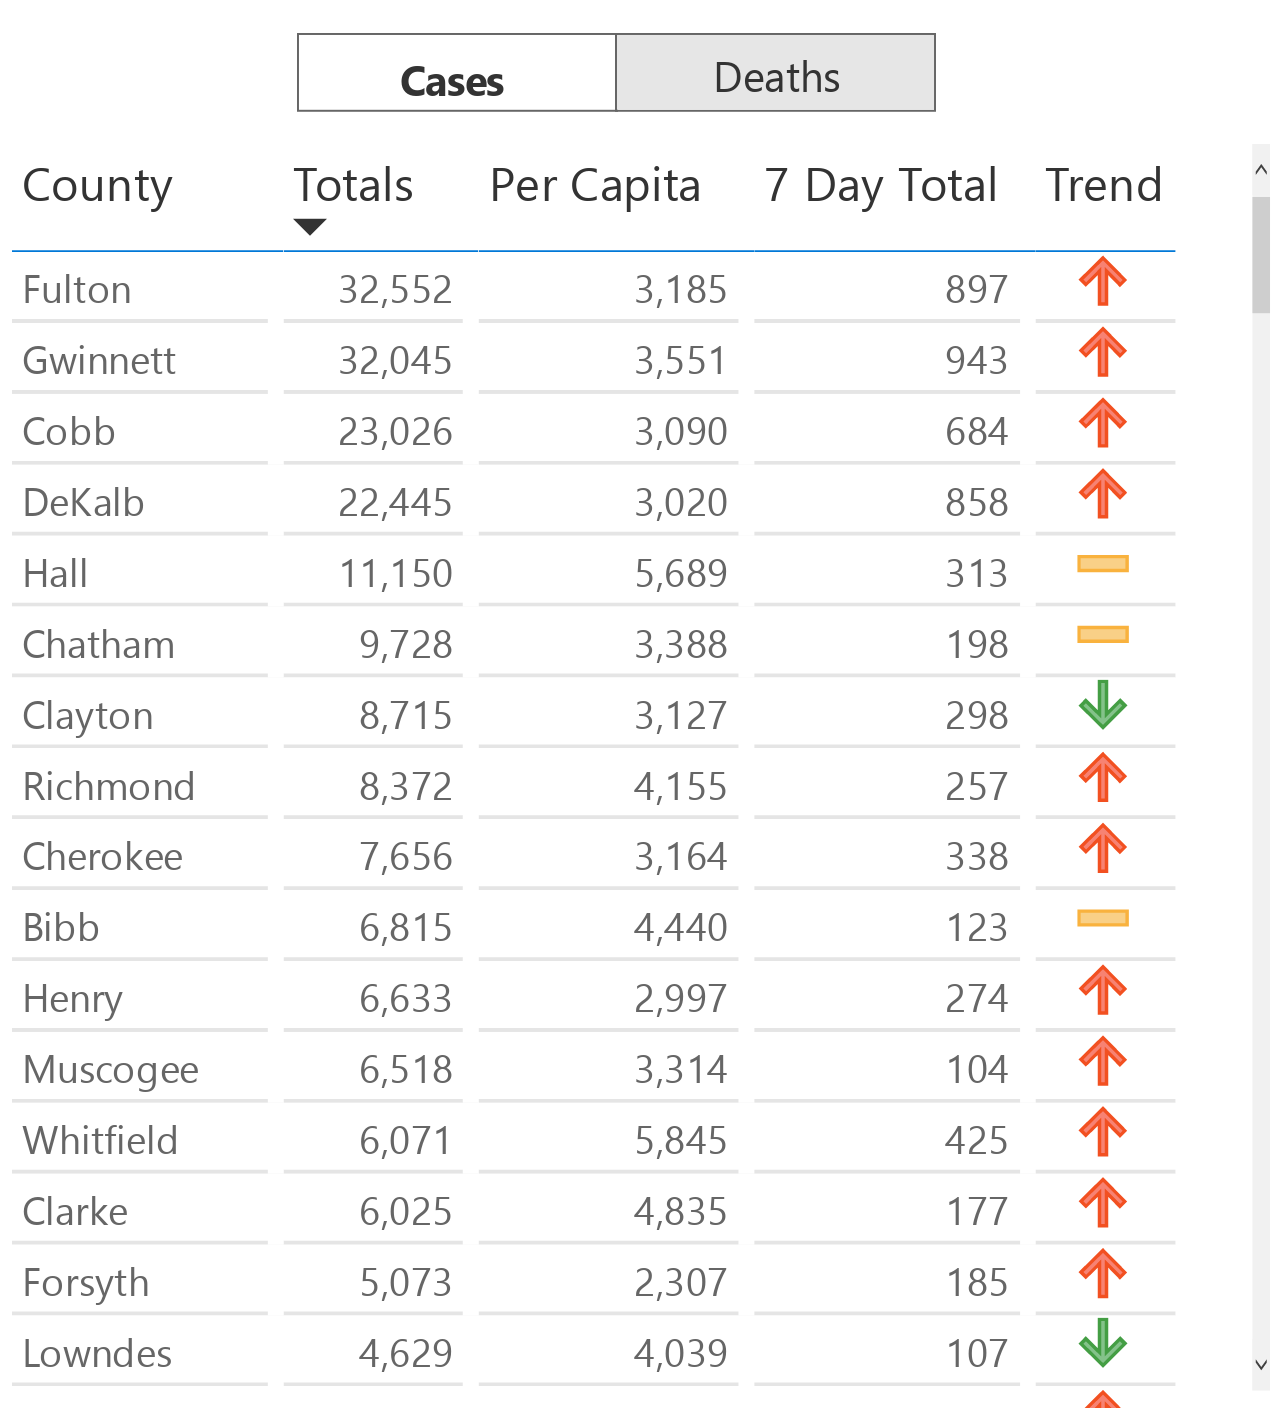 Cases Deaths
County Totals Per Capita 7 Day Total Trend
Fulton 32,552 3,185 897
Gwinnett 32,045 3,551 943
Cobb 23,026 3,090 684
DeKalb 22,445 3,020 858
Hall 11,150 5,689 313
Chatham 9,728 3,388 198
Clayton 8,715 3,127 298
Richmond 8,372 4,155 257
Cherokee 7,656 3,164 338
Bibb 6,815 4,440 123
Henry 6,633 2,997 274
Muscogee 6,518 3,314 104
Whitfield 6,071 5,845 425
Clarke 6,025 4,835 177
Forsyth 5,073 2,307 185
Lowndes 4,629 4,039 107